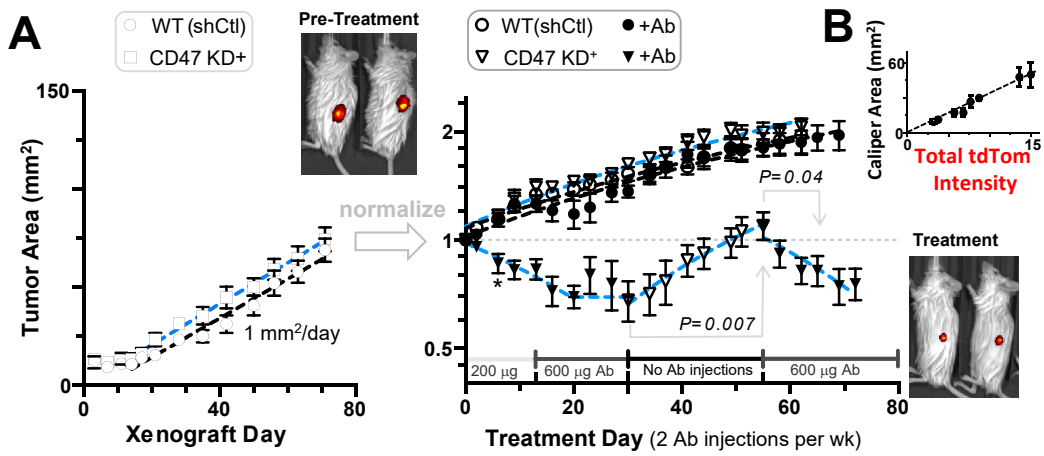 A
WT (shCtl)
CD47 KD+
Pre-Treatment
150
0
Tumor Area (mm²)
0 20 40 60 80
Xenograft Day
1 mm²/day
normalize
WT(shCtl) +Ab
CD47 KD⁺ +Ab
2
1
0.5
P=0.04
*
P=0.007
200 µg 600 µg Ab No Ab injections 600 µg Ab
0 20 40 60 80
Treatment Day (2 Ab injections per wk)
B
60
0
Caliper Area (mm²)
15
Total tdTom
Intensity
Treatment